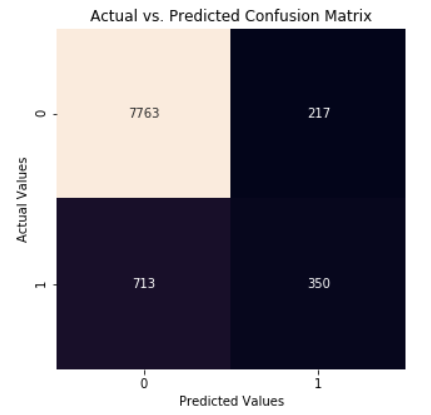 Actual vs. Predicted Confusion Matrix
0
7763
217
Actual Values
1
713
350
0
1
Predicted Values